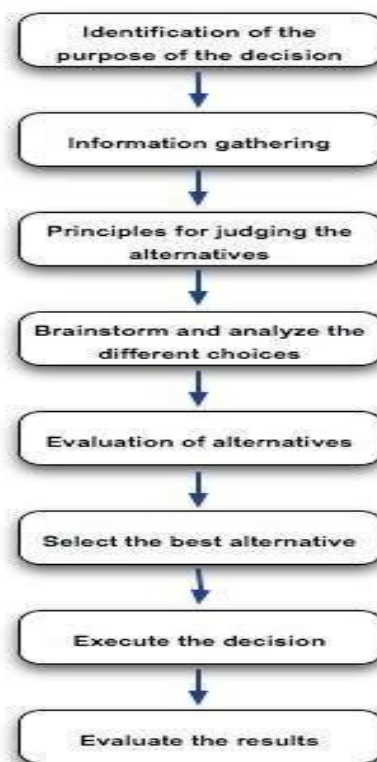 Identification of the
purpose of the decision
Information gathering
Principles for judging the
alternatives
Brainstorm and analyze the
different choices
Evaluation of alternatives
Select the best alternative
Execute the decision
Evaluate the results